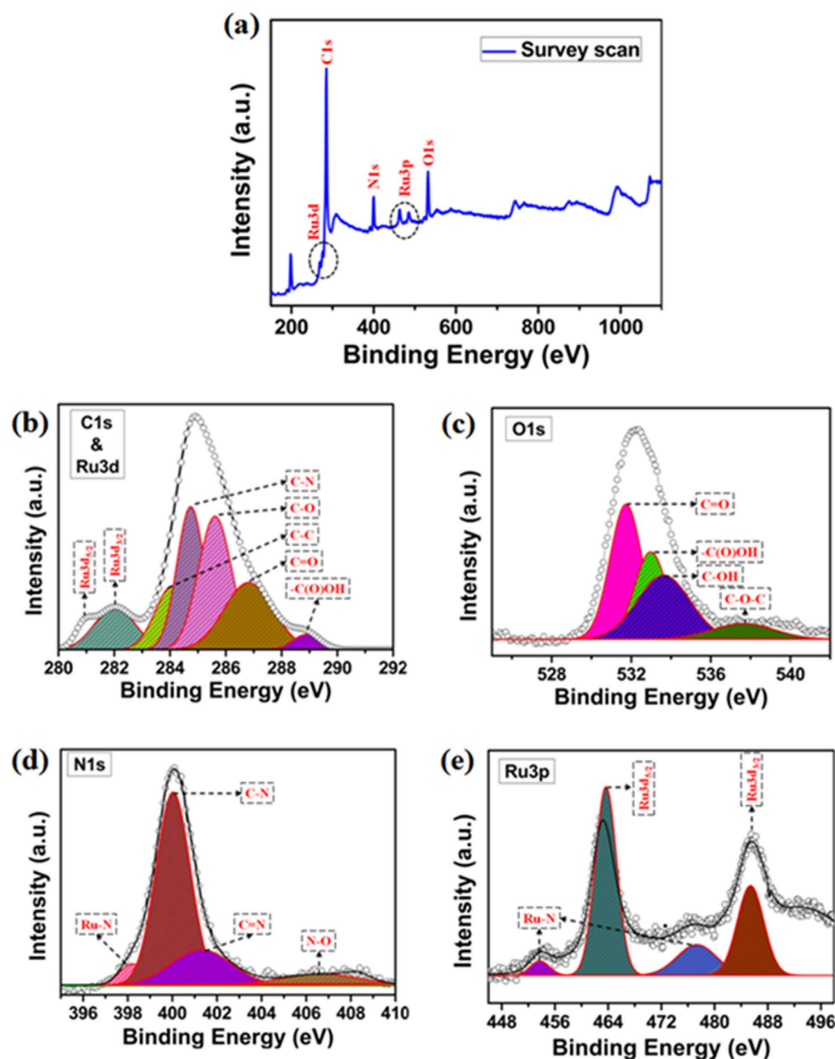 (a)
Survey scan
C1s
N1s
Ru3p
O1s
Ru3d
Intensity (a.u.)
200 400 600 800 1000
Binding Energy (eV)
(b)
C1s
&
Ru3d
C-N
C-O
C-C
C=O
-C(O)OH
Ru3d5/2
Ru3d3/2
Intensity (a.u.)
280 282 284 286 288 290 292
Binding Energy (eV)
(c)
O1s
C=O
-C(O)OH
C-OH
C-O-C
Intensity (a.u.)
528 532 536 540
Binding Energy (eV)
(d)
N1s
C-N
Ru-N
C=N
N-O
Intensity (a.u.)
396 398 400 402 404 406 408 410
Binding Energy (eV)
(e)
Ru3p
Ru3d5/2
Ru3d3/2
Ru-N
Intensity (a.u.)
448 456 464 472 480 488 496
Binding Energy (eV)